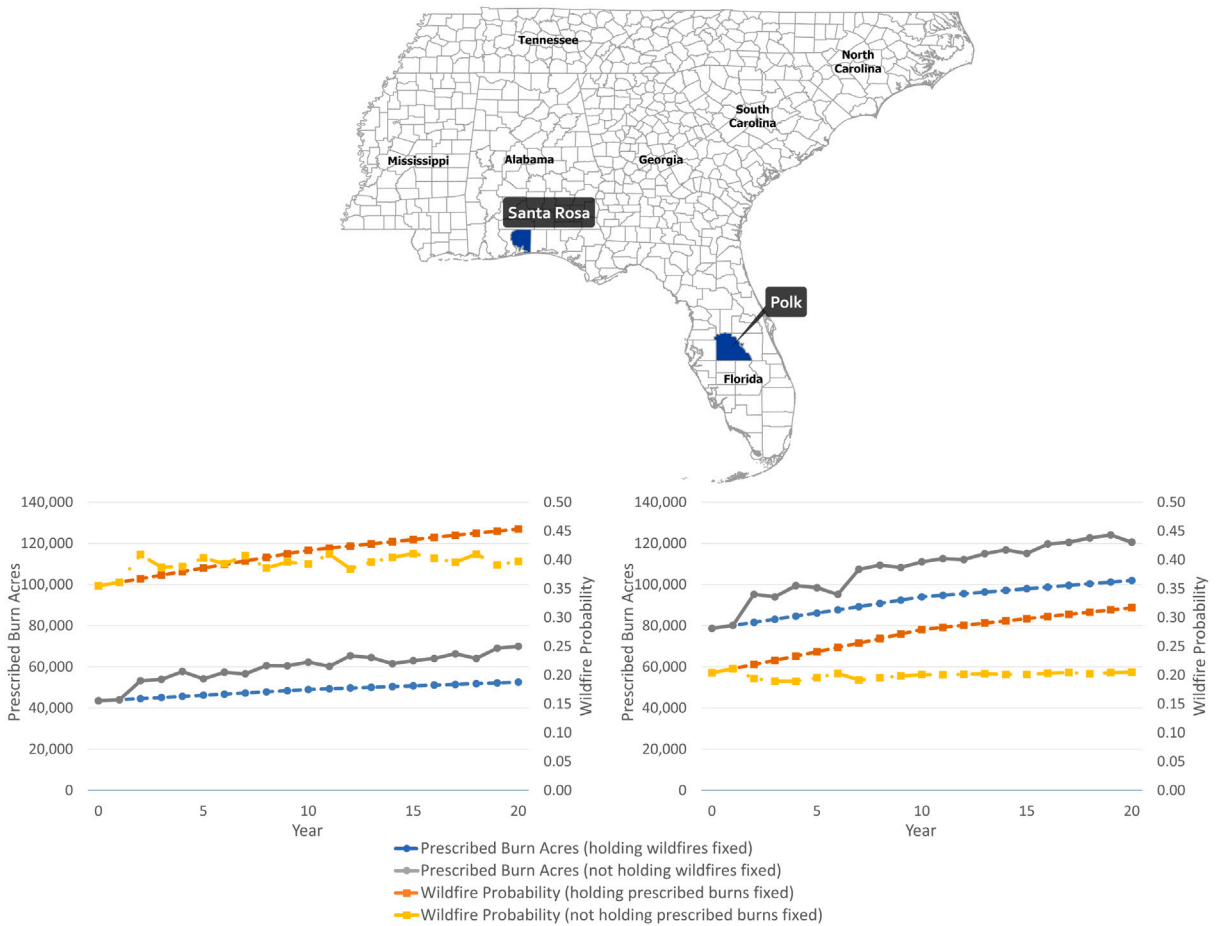 Tennessee
North
Carolina
South
Carolina
Mississippi
Alabama
Georgia
Santa Rosa
Polk
Florida
140,000
120,000
100,000
80,000
60,000
40,000
20,000
0
Prescribed Burn Acres
0.50
0.45
0.40
0.35
0.30
0.25
0.20
0.15
0.10
0.05
0.00
Wildfire Probability
0 5 10 15 20
Year
140,000
120,000
100,000
80,000
60,000
40,000
20,000
0
Prescribed Burn Acres
0.50
0.45
0.40
0.35
0.30
0.25
0.20
0.15
0.10
0.05
0.00
Wildfire Probability
0 5 10 15 20
Year
Prescribed Burn Acres (holding wildfires fixed)
Prescribed Burn Acres (not holding wildfires fixed)
Wildfire Probability (holding prescribed burns fixed)
Wildfire Probability (not holding prescribed burns fixed)